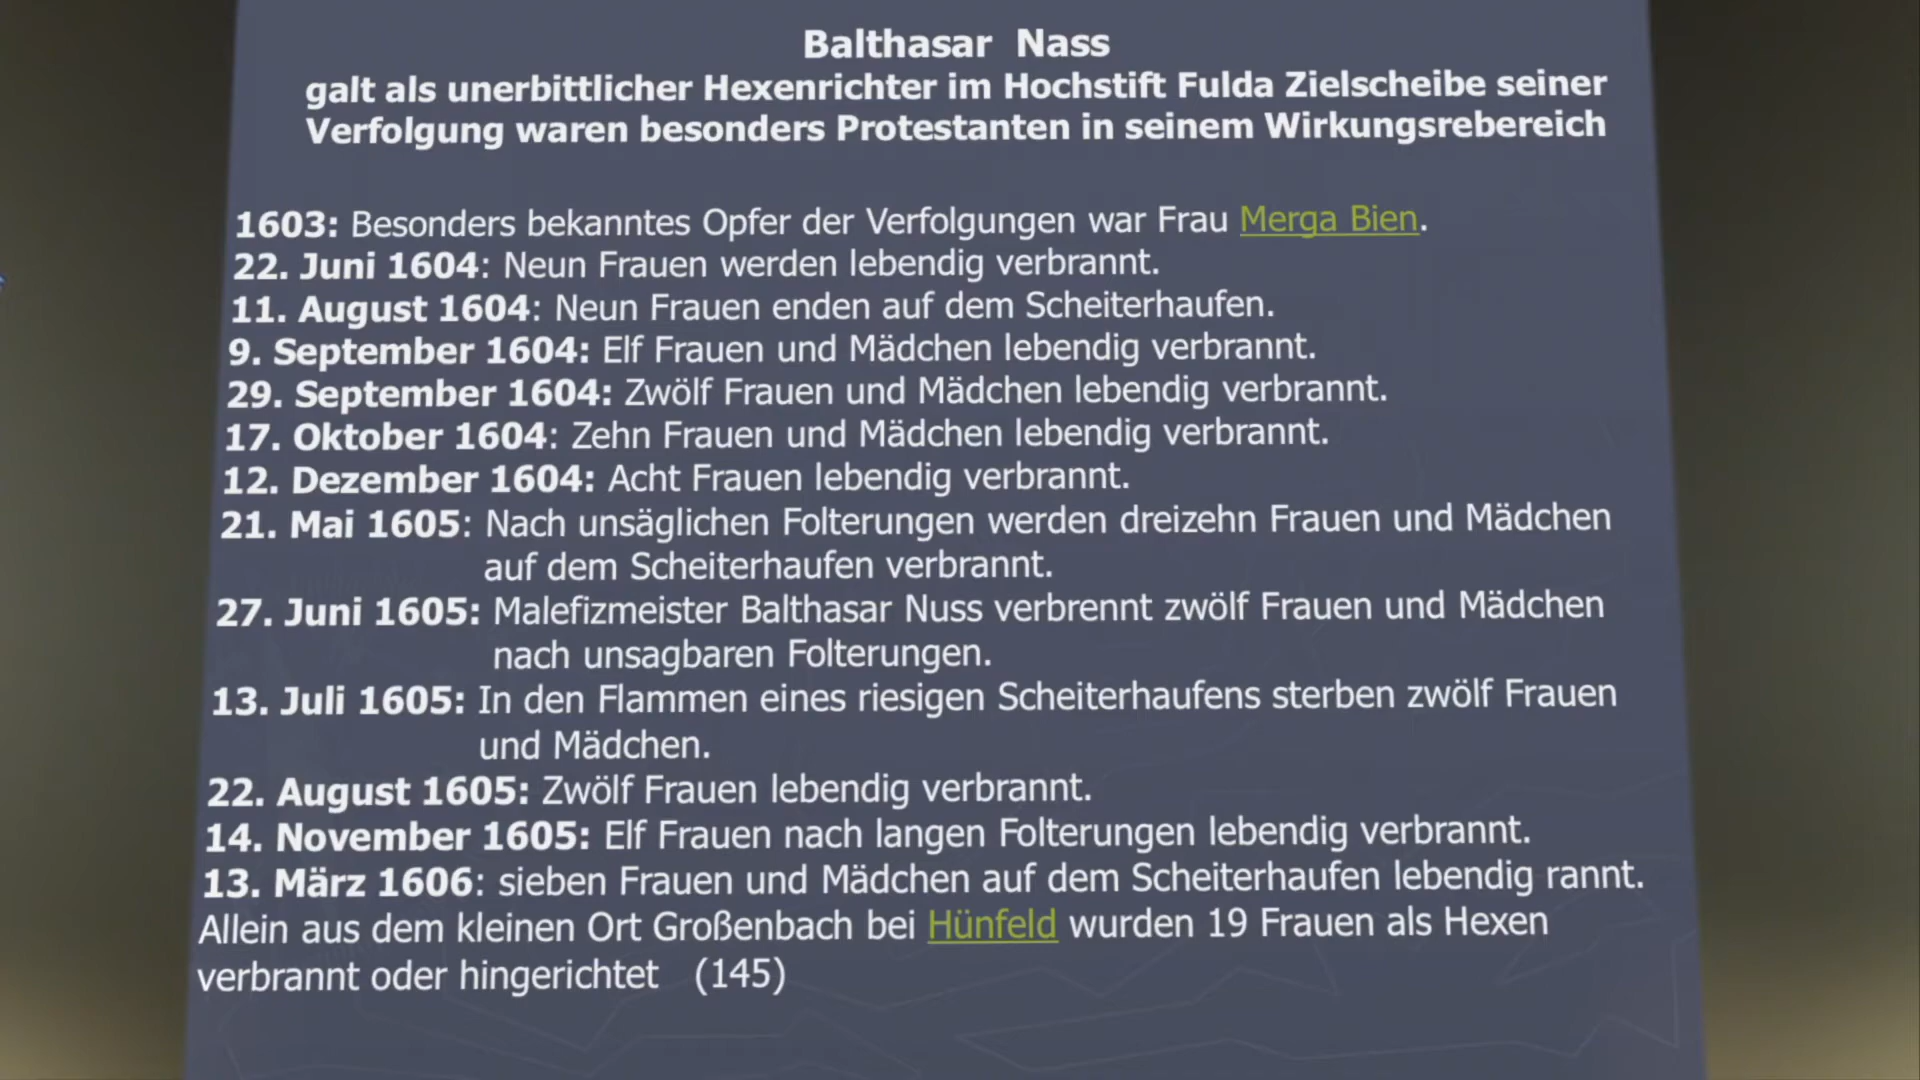 Balthasar Nass
galt als unerbittlicher Hexenrichter im Hochstift Fulda Zielscheibe seiner
Verfolgung waren besonders Protestanten in seinem Wirkungsrebereich
1603: Besonders bekanntes Opfer der Verfolgungen war Frau Merga Bien.
22. Juni 1604: Neun Frauen werden lebendig verbrannt.
11. August 1604: Neun Frauen enden auf dem Scheiterhaufen.
9. September 1604: Elf Frauen und Mädchen lebendig verbrannt.
29. September 1604: Zwölf Frauen und Mädchen lebendig verbrannt.
17. Oktober 1604: Zehn Frauen und Mädchen lebendig verbrannt.
12. Dezember 1604: Acht Frauen lebendig verbrannt.
21. Mai 1605: Nach unsäglichen Folterungen werden dreizehn Frauen und Mädchen
auf dem Scheiterhaufen verbrannt.
27. Juni 1605: Malefizmeister Balthasar Nuss verbrennt zwölf Frauen und Mädchen
nach unsagbaren Folterungen.
13. Juli 1605: In den Flammen eines riesigen Scheiterhaufens sterben zwölf Frauen
und Mädchen.
22. August 1605: Zwölf Frauen lebendig verbrannt.
14. November 1605: Elf Frauen nach langen Folterungen lebendig verbrannt.
13. März 1606: sieben Frauen und Mädchen auf dem Scheiterhaufen lebendig rannt.
Allein aus dem kleinen Ort Großenbach bei Hünfeld wurden 19 Frauen als Hexen
verbrannt oder hingerichtet (145)